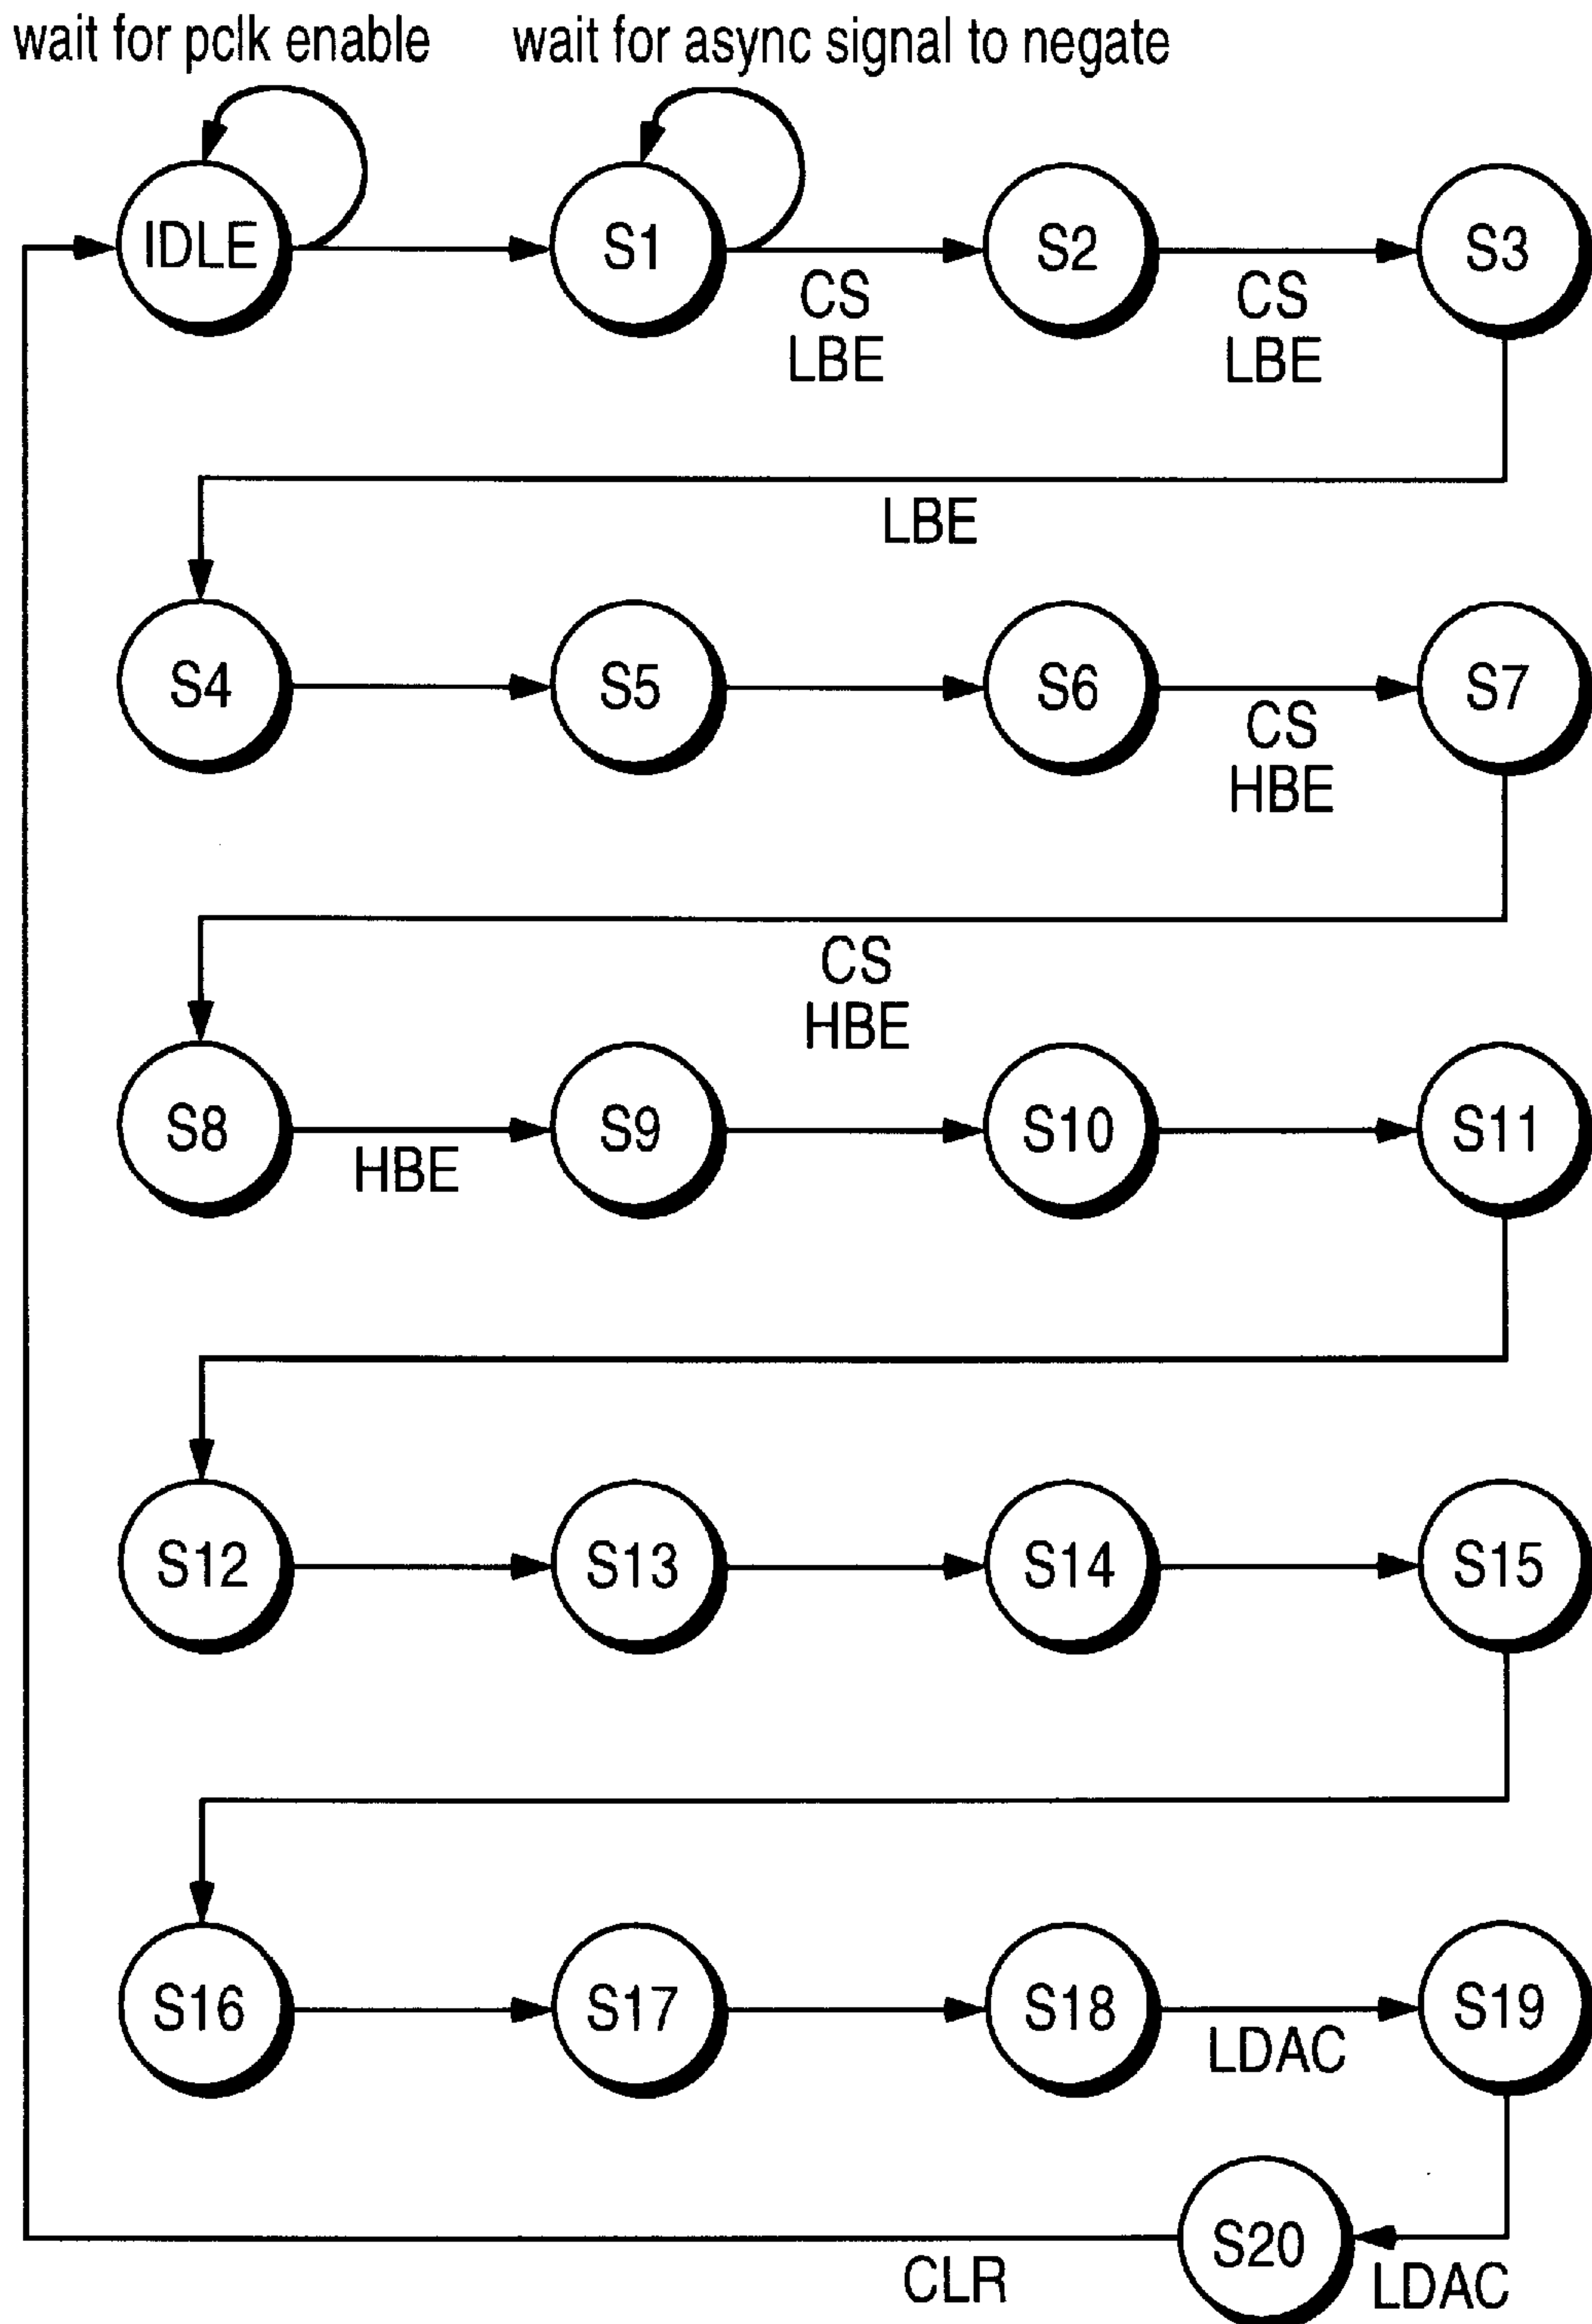 wait for pclk enable
wait for async signal to negate
IDLE
S1
S2
S3
CS
LBE
CS
LBE
LBE
S4
S5
S6
S7
CS
HBE
CS
HBE
S8
S9
S10
S11
HBE
S12
S13
S14
S15
S16
S17
S18
S19
LDAC
S20
CLR
LDAC